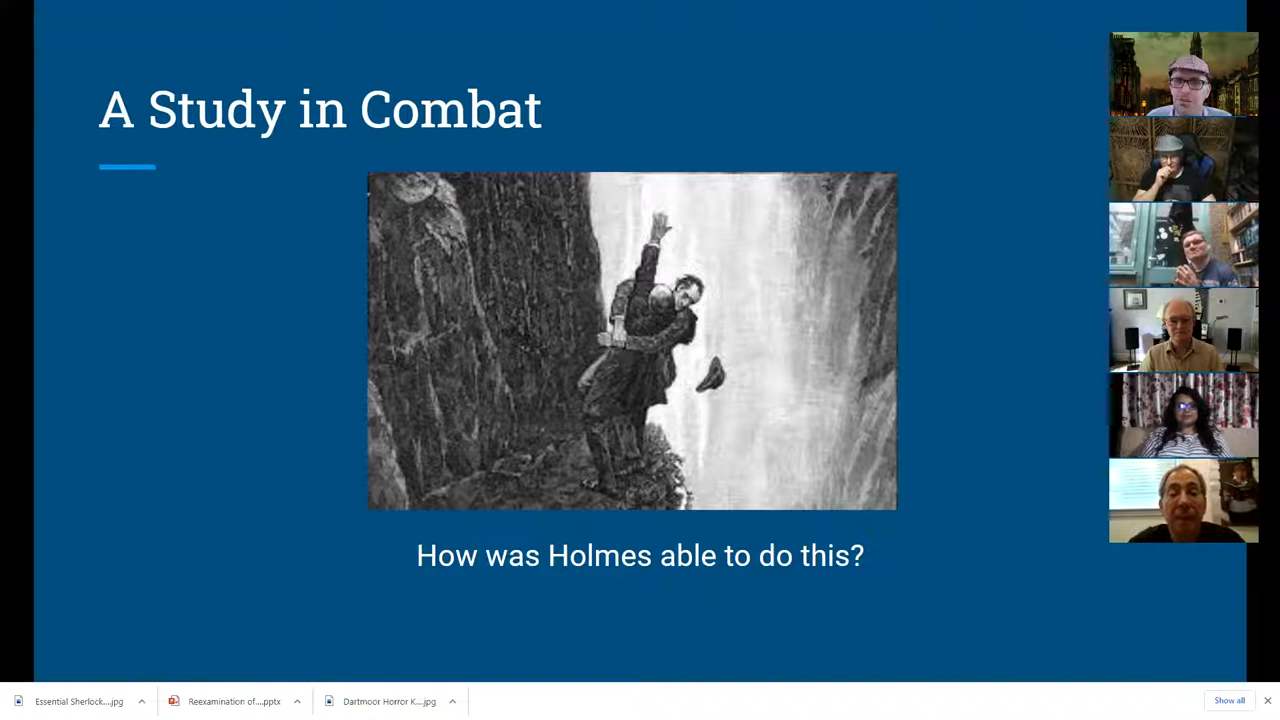 A Study in Combat
How was Holmes able to do this?
Essential Sherlock....jpg
Reexamination of....pptx
Dartmoor Horror K....jpg
Show all